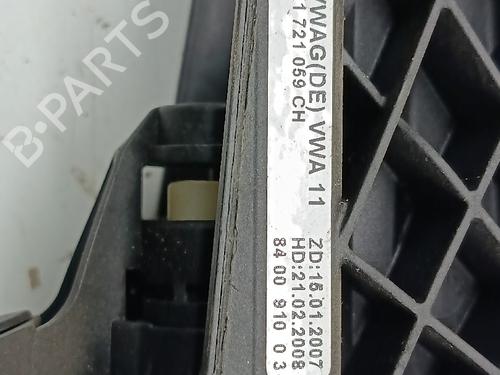 VWAG(DE) VWA 11
1 721 059 CH
ZD:15.01.2007
HD:21.02.2008
84 00 910 03
B-PARTS